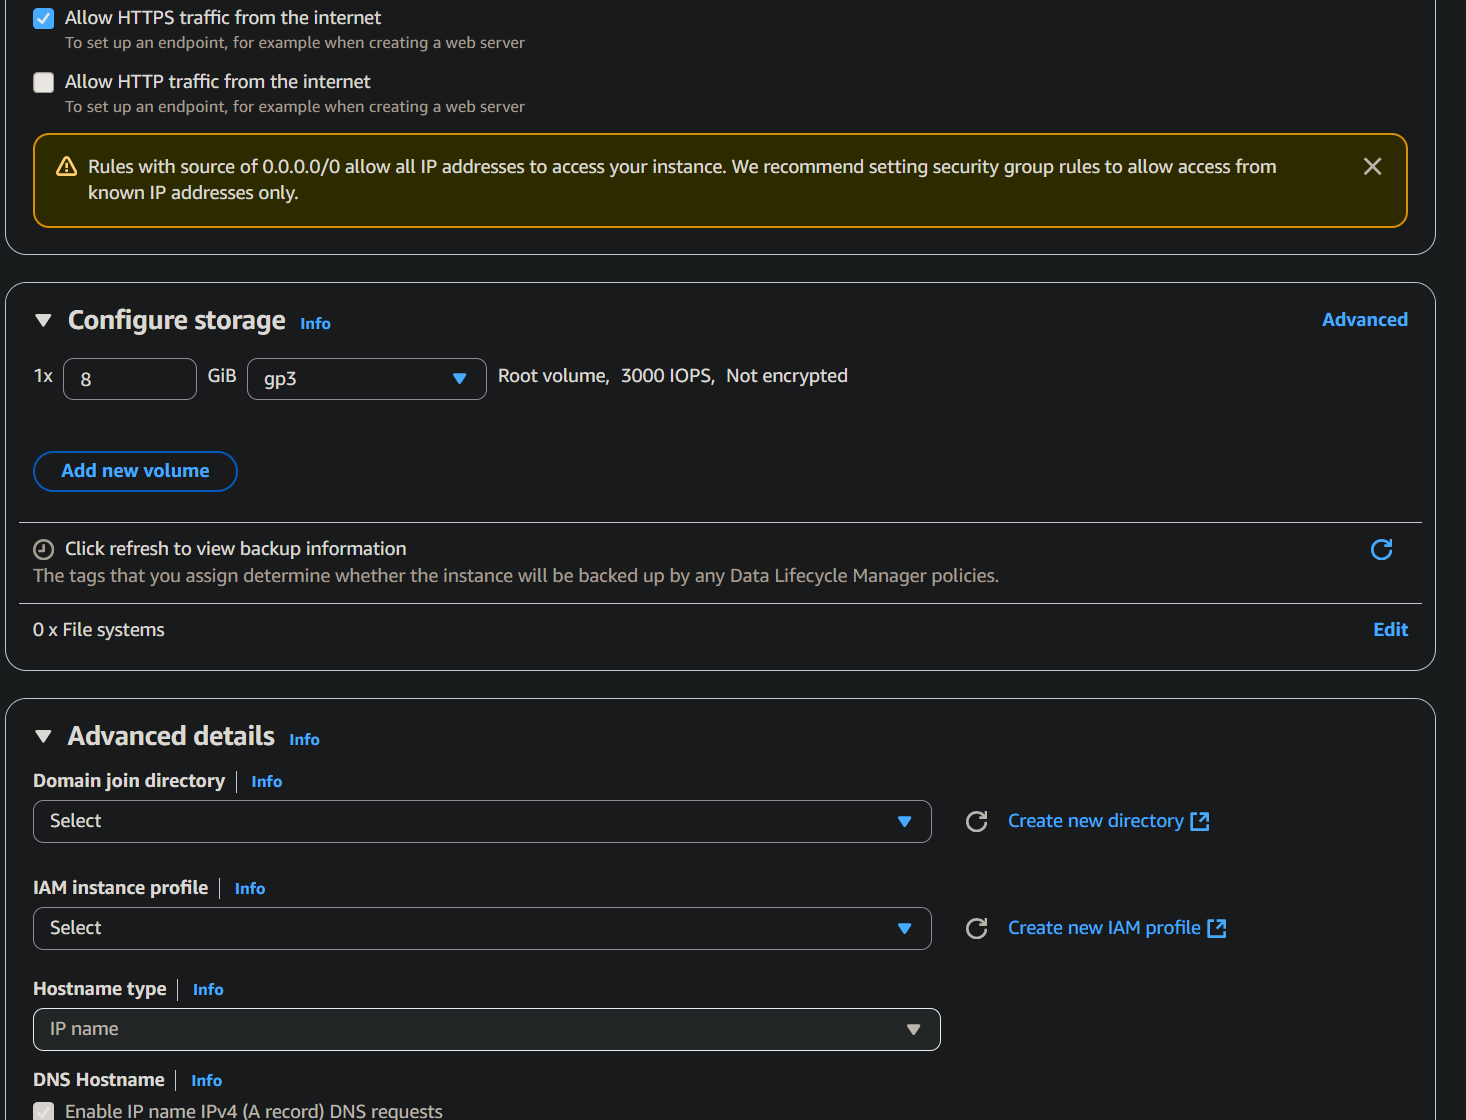 Allow HTTPS traffic from the internet
To set up an endpoint, for example when creating a web server
Allow HTTP traffic from the internet
To set up an endpoint, for example when creating a web server
Rules with source of 0.0.0.0/0 allow all IP addresses to access your instance. We recommend setting security group rules to allow access from
known IP addresses only.
Configure storage Info Advanced
1x 8 GiB gp3 Root volume, 3000 IOPS, Not encrypted
Add new volume
Click refresh to view backup information
The tags that you assign determine whether the instance will be backed up by any Data Lifecycle Manager policies.
0 x File systems Edit
Advanced details Info
Domain join directory Info
Select Create new directory
IAM instance profile Info
Select Create new IAM profile
Hostname type Info
IP name
DNS Hostname Info
Enable IP name IPv4 (A record) DNS requests